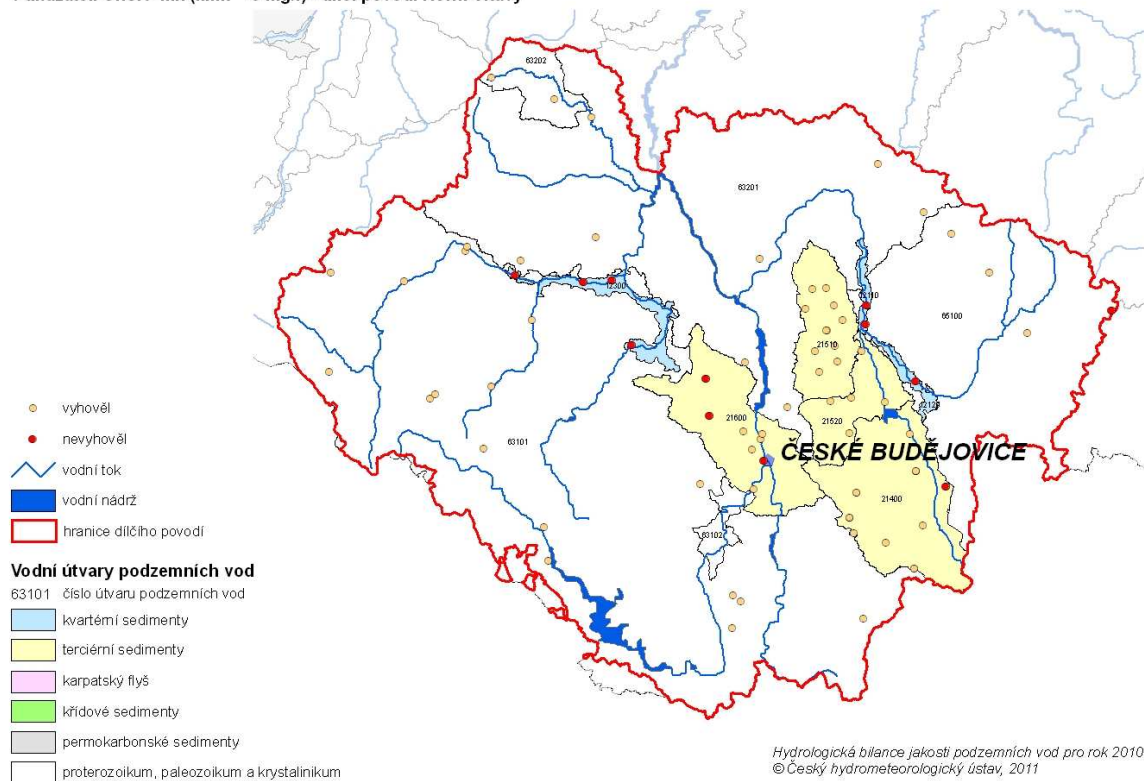 63202
63201
12300
12110
65100
21510
12120
21600
21520
ČESKÉ BUDĚJOVICE
63101
21400
63102
vyhověl
nevyhověl
vodní tok
vodní nádrž
hranice dílčího povodí
Vodní útvary podzemních vod
63101 číslo útvaru podzemních vod
kvartérní sedimenty
terciérní sedimenty
karpatský flyš
křídové sedimenty
permokarbonské sedimenty
proterozoikum, paleozoikum a krystalinikum
Hydrologická bilance jakosti podzemních vod pro rok 2010
© Český hydrometeorologický ústav, 2011